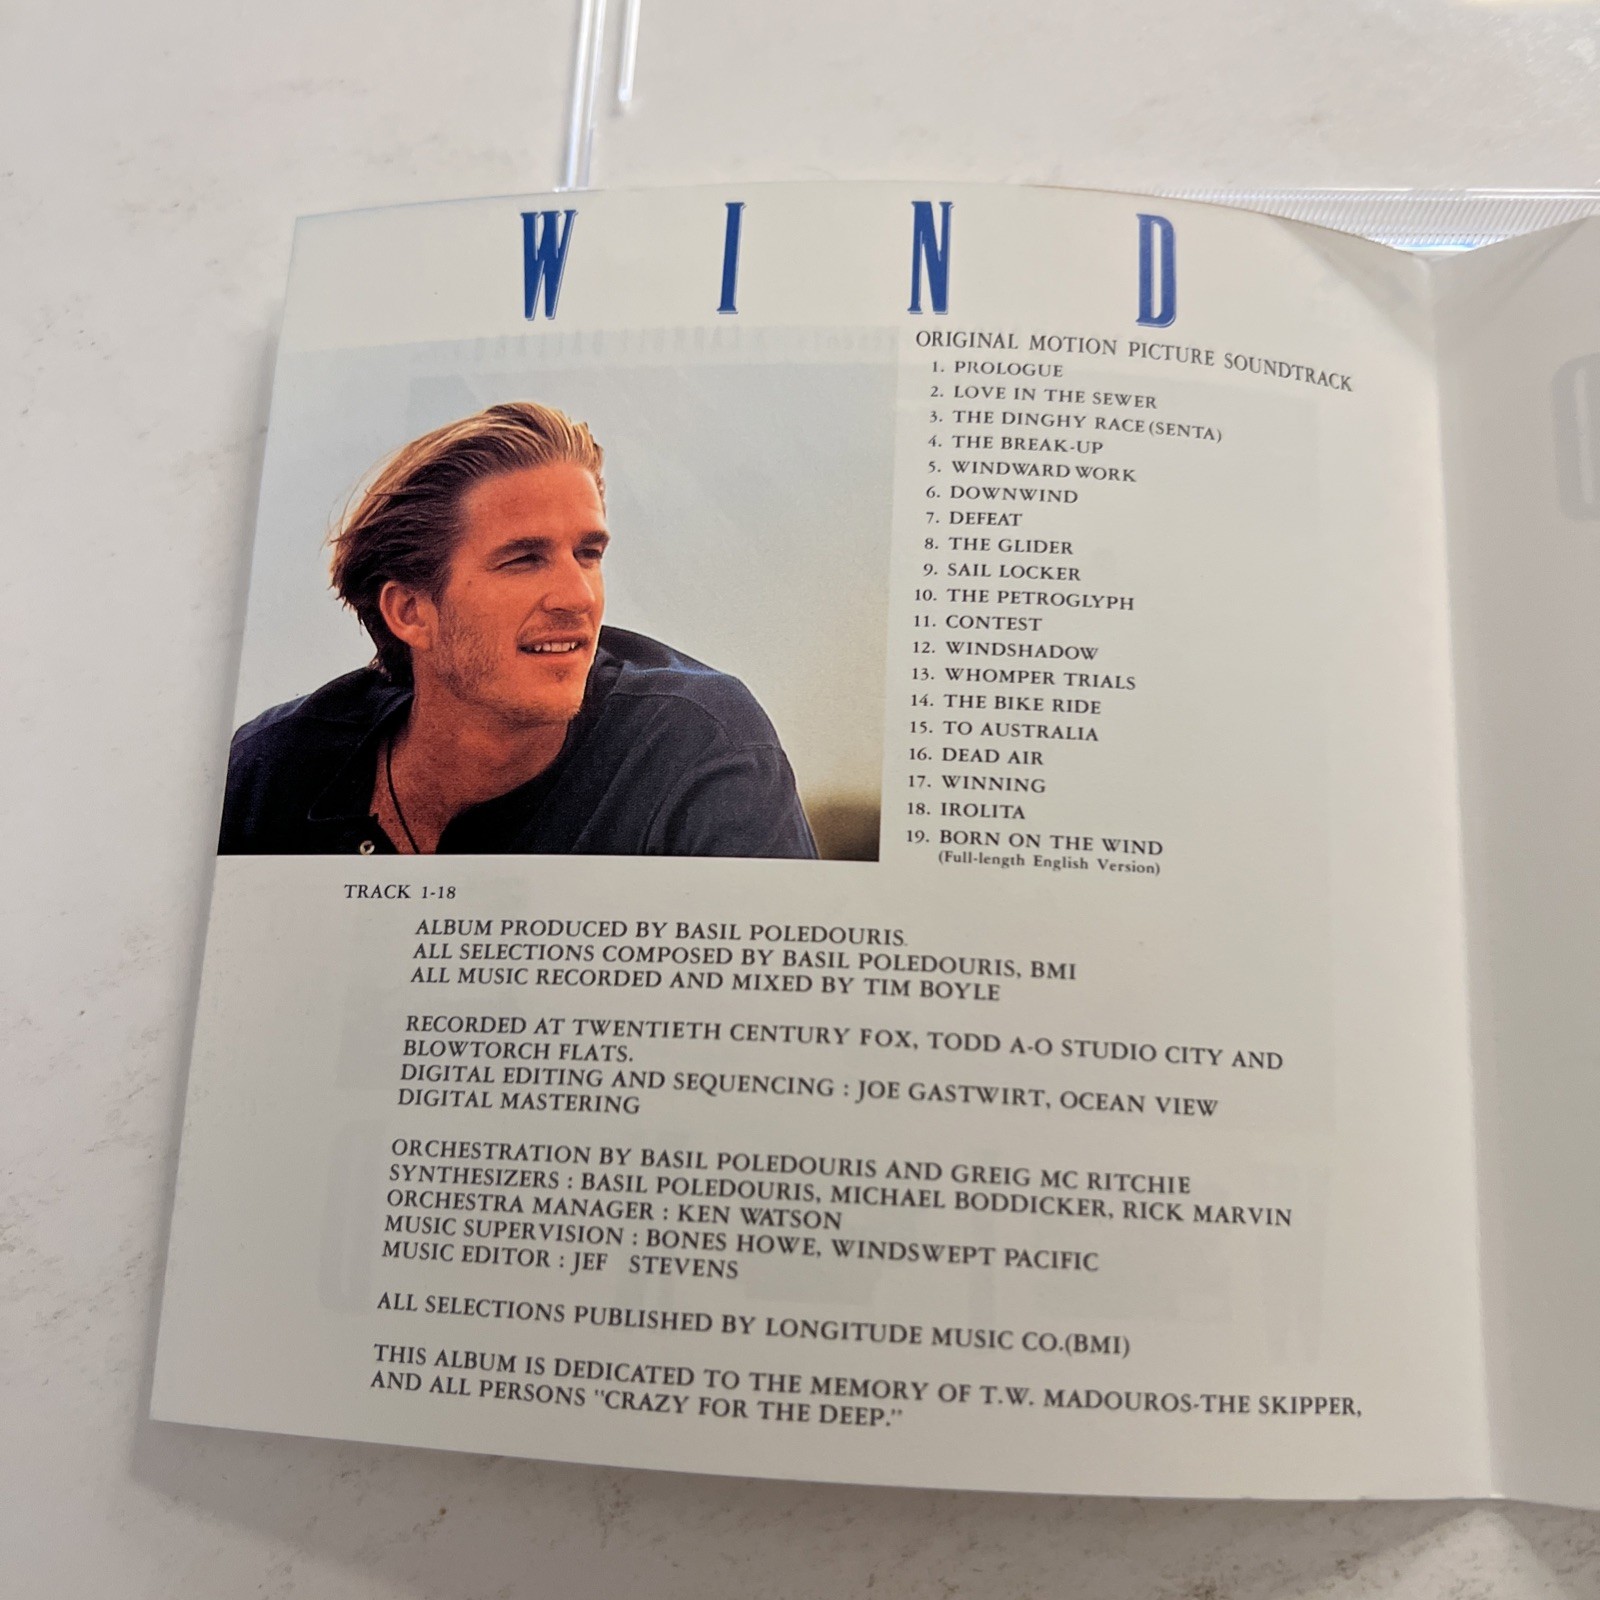 WIND
ORIGINAL MOTION PICTURE SOUNDTRACK
1. PROLOGUE
2. LOVE IN THE SEWER
3. THE DINGHY RACE(SENTA)
4. THE BREAK-UP
5. WINDWARD WORK
6. DOWNWIND
7. DEFEAT
8. THE GLIDER
9. SAIL LOCKER
10. THE PETROGLYPH
11. CONTEST
12. WINDSHADOW
13. WHOMPER TRIALS
14. THE BIKE RIDE
15. TO AUSTRALIA
16. DEAD AIR
17. WINNING
18. IROLITA
19. BORN ON THE WIND
(Full-length English Version)
TRACK 1-18
ALBUM PRODUCED BY BASIL POLEDOURIS.
ALL SELECTIONS COMPOSED BY BASIL POLEDOURIS, BMI
ALL MUSIC RECORDED AND MIXED BY TIM BOYLE
RECORDED AT TWENTIETH CENTURY FOX, TODD A-O STUDIO CITY AND
BLOWTORCH FLATS.
DIGITAL EDITING AND SEQUENCING : JOE GASTWIRT, OCEAN VIEW
DIGITAL MASTERING
ORCHESTRATION BY BASIL POLEDOURIS AND GREIG MC RITCHIE
SYNTHESIZERS : BASIL POLEDOURIS, MICHAEL BODDICKER, RICK MARVIN
ORCHESTRA MANAGER : KEN WATSON
MUSIC SUPERVISION : BONES HOWE, WINDSWEPT PACIFIC
MUSIC EDITOR : JEF STEVENS
ALL SELECTIONS PUBLISHED BY LONGITUDE MUSIC CO.(BMI)
THIS ALBUM IS DEDICATED TO THE MEMORY OF T.W. MADOUROS-THE SKIPPER,
AND ALL PERSONS "CRAZY FOR THE DEEP."